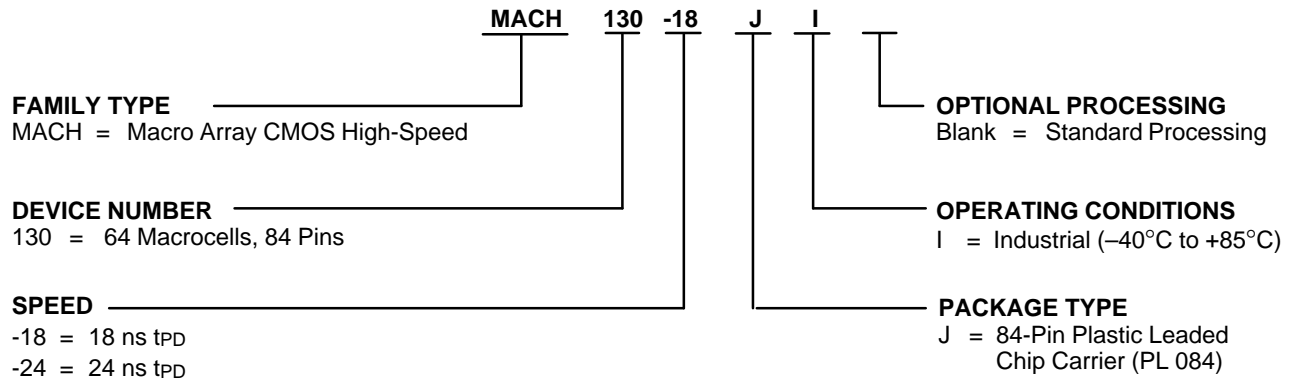 MACH 130 -18 J I
FAMILY TYPE
MACH = Macro Array CMOS High-Speed
OPTIONAL PROCESSING
Blank = Standard Processing
DEVICE NUMBER
130 = 64 Macrocells, 84 Pins
OPERATING CONDITIONS
I = Industrial (–40°C to +85°C)
SPEED
-18 = 18 ns tPD
-24 = 24 ns tPD
PACKAGE TYPE
J = 84-Pin Plastic Leaded
Chip Carrier (PL 084)